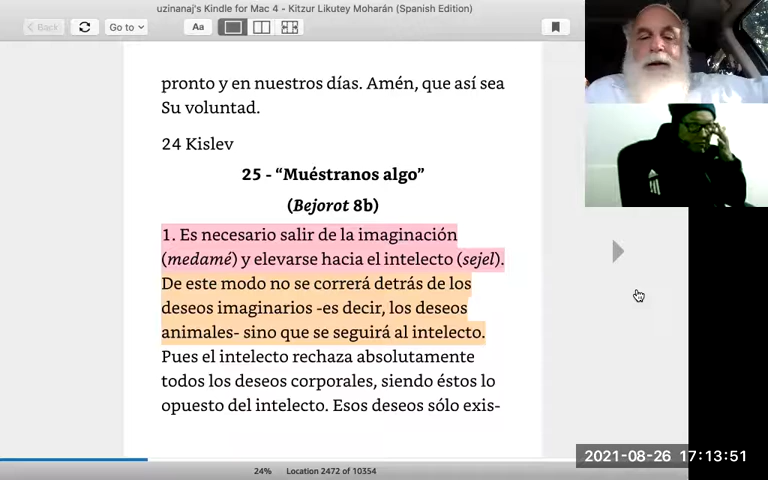 uzinanaj's Kindle for Mac 4 - Kitzur Likutey Moharán (Spanish Edition)
Back
Go to
Aa
pronto y en nuestros días. Amén, que así sea
Su voluntad.
24 Kislev
25 - “Muéstranos algo”
(Bejorot 8b)
1. Es necesario salir de la imaginación
(medamé) y elevarse hacia el intelecto (sejel).
De este modo no se correrá detrás de los
deseos imaginarios -es decir, los deseos
animales- sino que se seguirá al intelecto.
Pues el intelecto rechaza absolutamente
todos los deseos corporales, siendo éstos lo
opuesto del intelecto. Esos deseos sólo exis-
24%
Location 2472 of 10354
2021-08-26 17:13:51